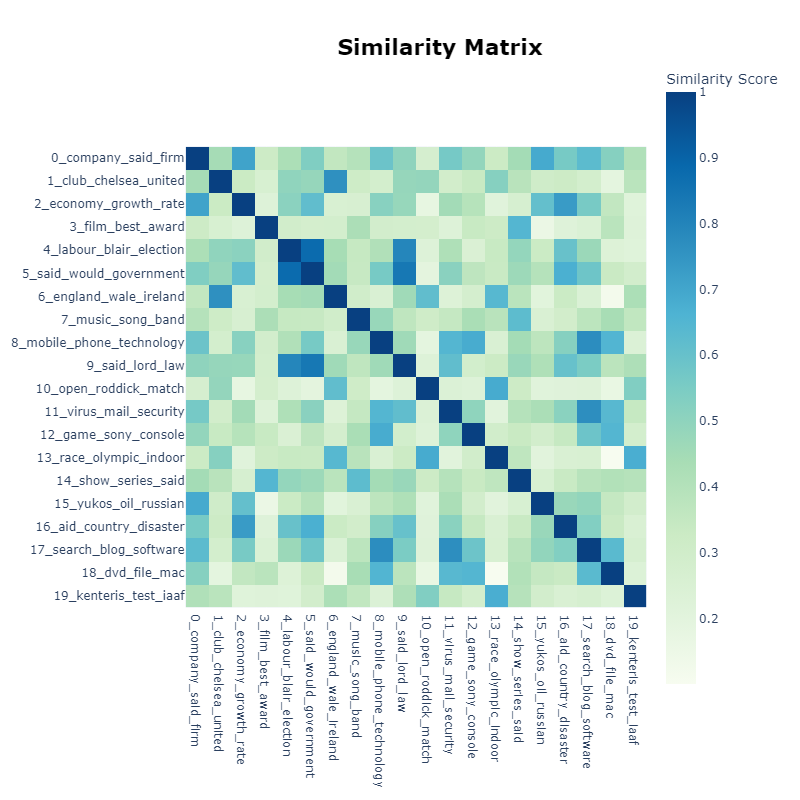 Similarity Matrix
Similarity Score
1
0.9
0.8
0.7
0.6
0.5
0.4
0.3
0.2
0_company_said_firm
1_club_chelsea_united
2_economy_growth_rate
3_film_best_award
4_labour_blair_election
5_said_would_government
6_england_wale_ireland
7_music_song_band
8_mobile_phone_technology
9_said_lord_law
10_open_roddick_match
11_virus_mail_security
12_game_sony_console
13_race_olympic_indoor
14_show_series_said
15_yukos_oil_russian
16_aid_country_disaster
17_search_blog_software
18_dvd_file_mac
19_kenteris_test_iaaf
0_company_said_firm
1_club_chelsea_united
2_economy_growth_rate
3_film_best_award
4_labour_blair_election
5_said_would_government
6_england_wale_ireland
7_music_song_band
8_mobile_phone_technology
9_said_lord_law
10_open_roddick_match
11_virus_mail_security
12_game_sony_console
13_race_olympic_indoor
14_show_series_said
15_yukos_oil_russian
16_aid_country_disaster
17_search_blog_software
18_dvd_file_mac
19_kenteris_test_iaaf